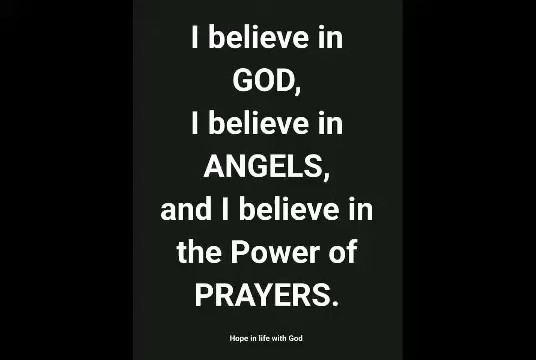 I believe in
GOD,
I believe in
ANGELS,
and I believe in
the Power of
PRAYERS.
Hope in life with God